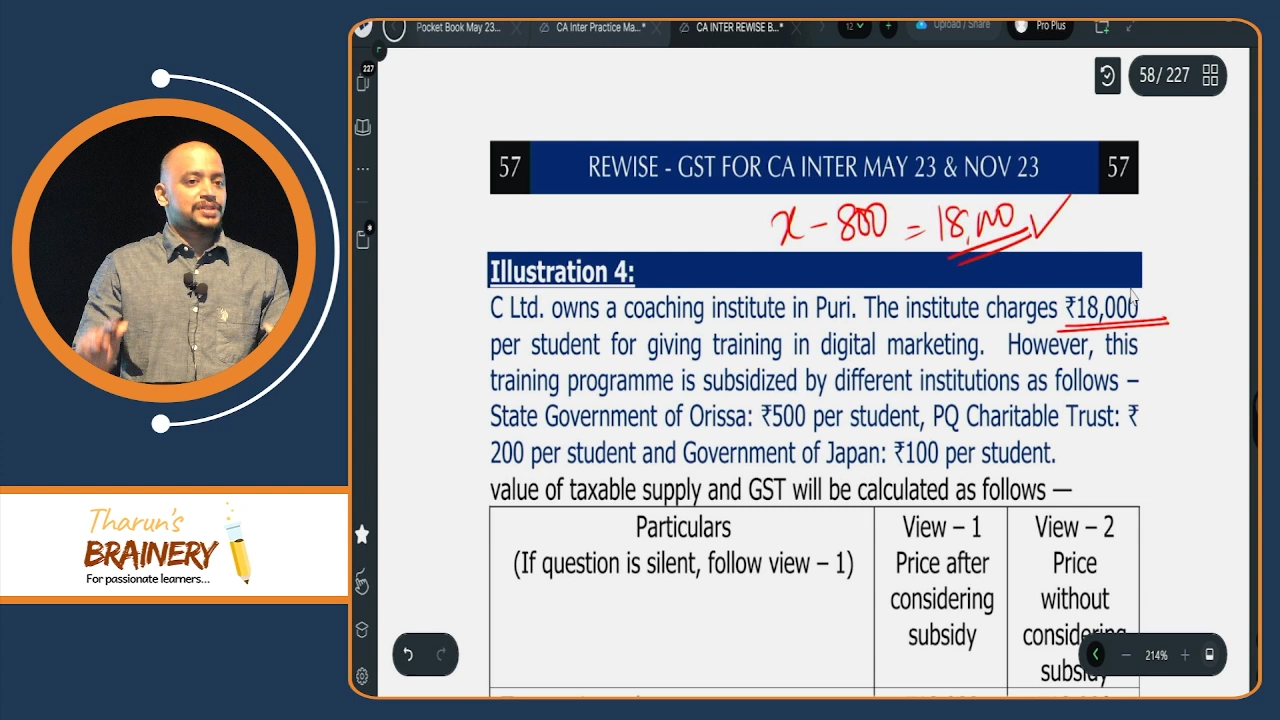 Pocket Book May 23...
CA Inter Practice Ma...*
CA INTER REWISE B...*
12
Upload / Share
Pro Plus
227
58/ 227
57 REWISE - GST FOR CA INTER MAY 23 & NOV 23 57
x - 800 = 18,000 ✓
Illustration 4:
C Ltd. owns a coaching institute in Puri. The institute charges ₹18,000
per student for giving training in digital marketing. However, this
training programme is subsidized by different institutions as follows –
State Government of Orissa: ₹500 per student, PQ Charitable Trust: ₹
200 per student and Government of Japan: ₹100 per student.
value of taxable supply and GST will be calculated as follows —
Particulars
(If question is silent, follow view – 1)
View – 1
Price after
considering
subsidy
View – 2
Price
without
considering
subsidy
214%
Tharun's
BRAINERY
For passionate learners...